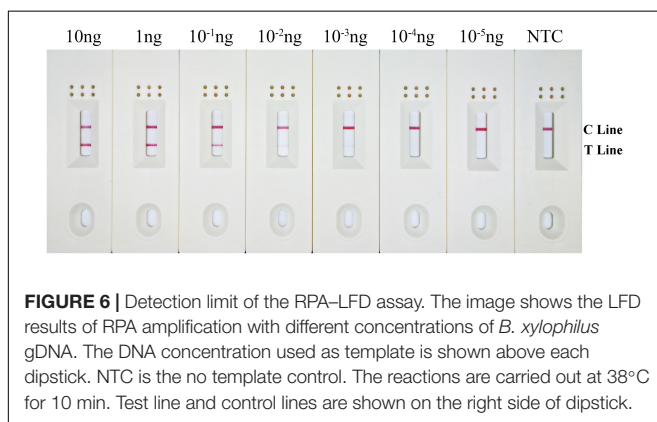 10ng 1ng 10⁻¹ng 10⁻²ng 10⁻³ng 10⁻⁴ng 10⁻⁵ng NTC
C Line
T Line
FIGURE 6 | Detection limit of the RPA–LFD assay. The image shows the LFD
results of RPA amplification with different concentrations of B. xylophilus
gDNA. The DNA concentration used as template is shown above each
dipstick. NTC is the no template control. The reactions are carried out at 38°C
for 10 min. Test line and control lines are shown on the right side of dipstick.